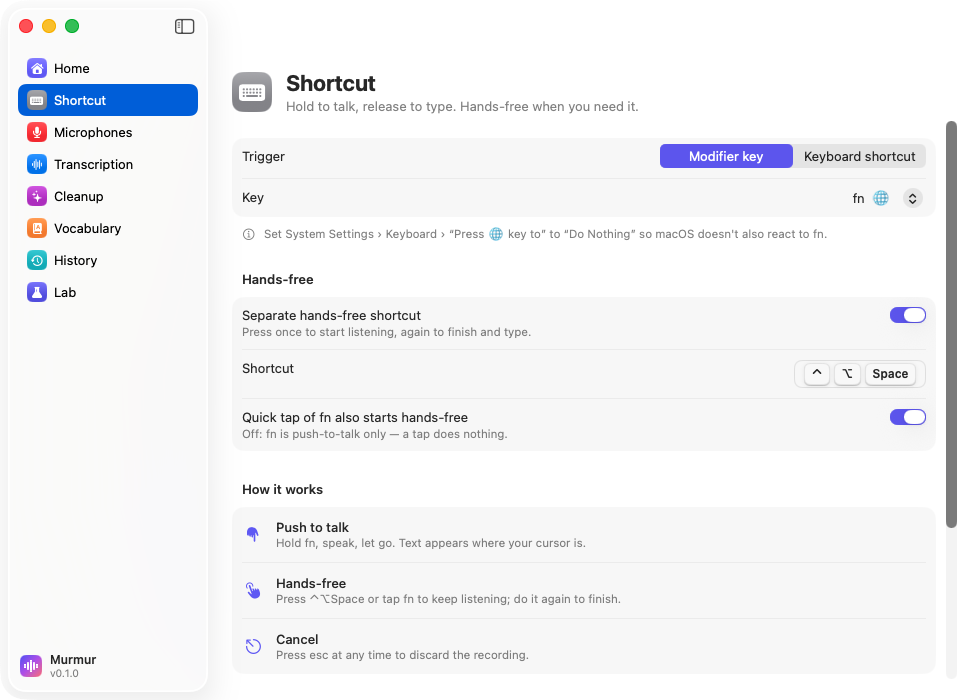 Home
Shortcut
Microphones
Transcription
Cleanup
Vocabulary
History
Lab
Murmur
v0.1.0
Shortcut
Hold to talk, release to type. Hands-free when you need it.
Trigger
Modifier key
Keyboard shortcut
Key
fn 🌐
Set System Settings › Keyboard › “Press 🌐 key to” to “Do Nothing” so macOS doesn't also react to fn.
Hands-free
Separate hands-free shortcut
Press once to start listening, again to finish and type.
Shortcut
⌃ ⌥ Space
Quick tap of fn also starts hands-free
Off: fn is push-to-talk only — a tap does nothing.
How it works
Push to talk
Hold fn, speak, let go. Text appears where your cursor is.
Hands-free
Press ⌃⌥Space or tap fn to keep listening; do it again to finish.
Cancel
Press esc at any time to discard the recording.